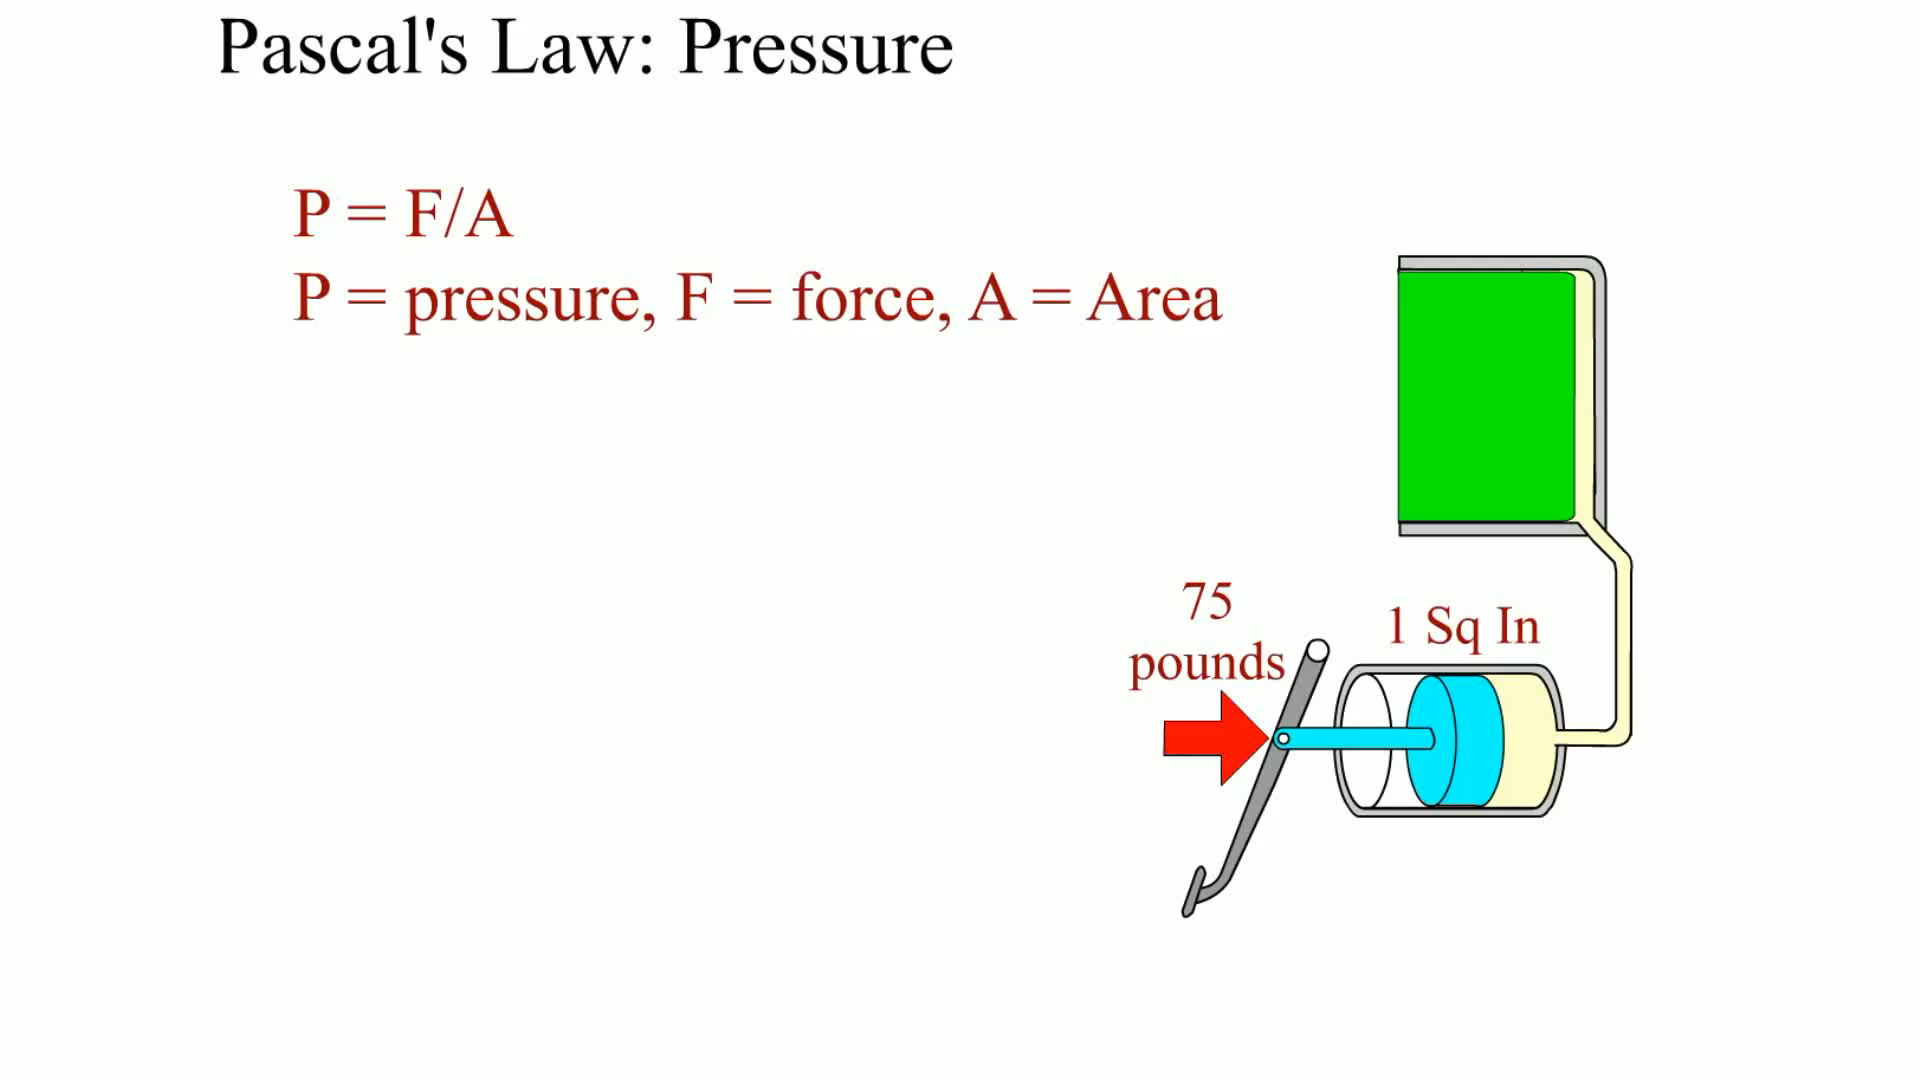 Pascal's Law: Pressure
P = F/A
P = pressure, F = force, A = Area
75
pounds
1 Sq In